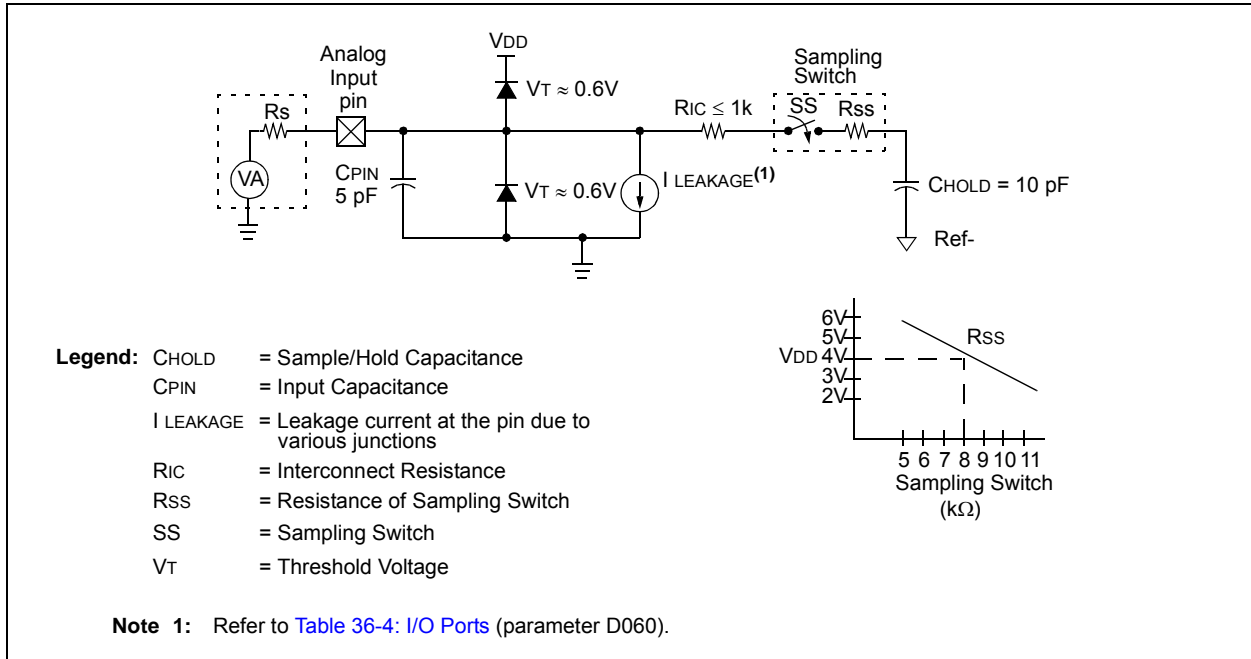 VDD
Analog
Input
pin
Sampling
Switch
VT ≈ 0.6V
Rs
RIC ≤ 1k
SS
Rss
VA
CPIN
5 pF
VT ≈ 0.6V
I LEAKAGE(1)
CHOLD = 10 pF
Ref-
6V
5V
VDD 4V
3V
2V
RSS
5 6 7 8 9 10 11
Sampling Switch
(kΩ)
Legend: CHOLD = Sample/Hold Capacitance
CPIN = Input Capacitance
I LEAKAGE = Leakage current at the pin due to
various junctions
RIC = Interconnect Resistance
RSS = Resistance of Sampling Switch
SS = Sampling Switch
VT = Threshold Voltage
Note 1: Refer to Table 36-4: I/O Ports (parameter D060).